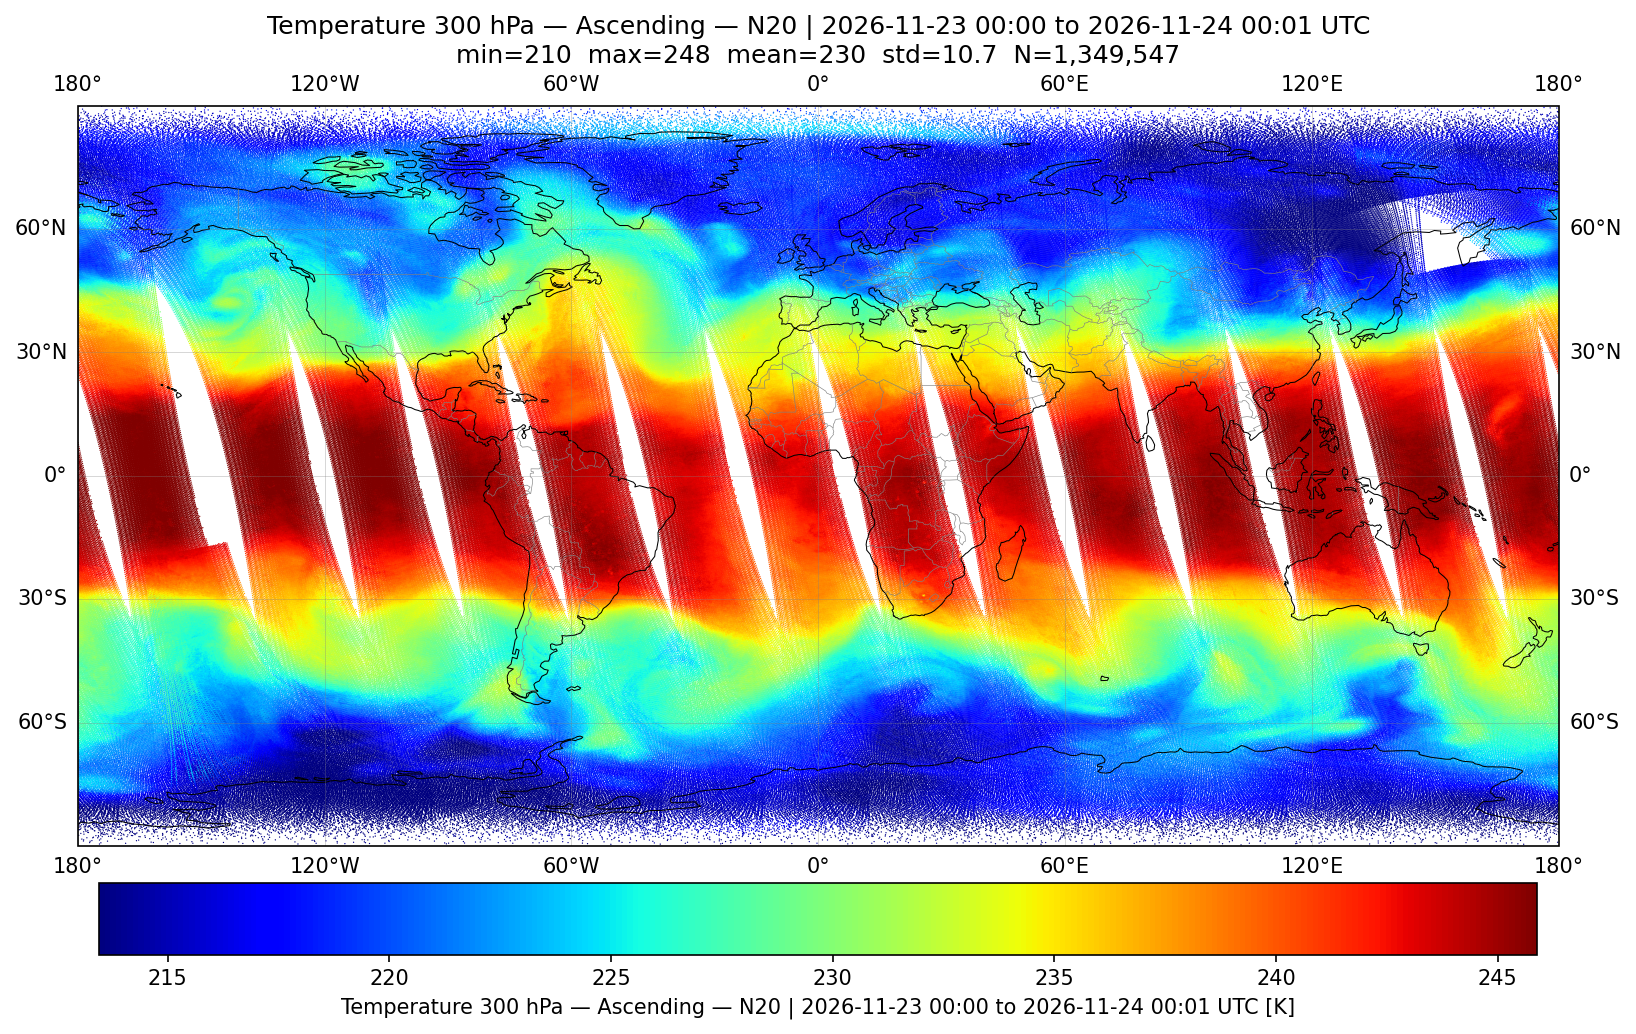 Temperature 300 hPa — Ascending — N20 | 2026-11-23 00:00 to 2026-11-24 00:01 UTC
min=210  max=248  mean=230  std=10.7  N=1,349,547
180° 120°W 60°W 0° 60°E 120°E 180°
60°N 60°N
30°N 30°N
0° 0°
30°S 30°S
60°S 60°S
180° 120°W 60°W 0° 60°E 120°E 180°
215 220 225 230 235 240 245
Temperature 300 hPa — Ascending — N20 | 2026-11-23 00:00 to 2026-11-24 00:01 UTC [K]